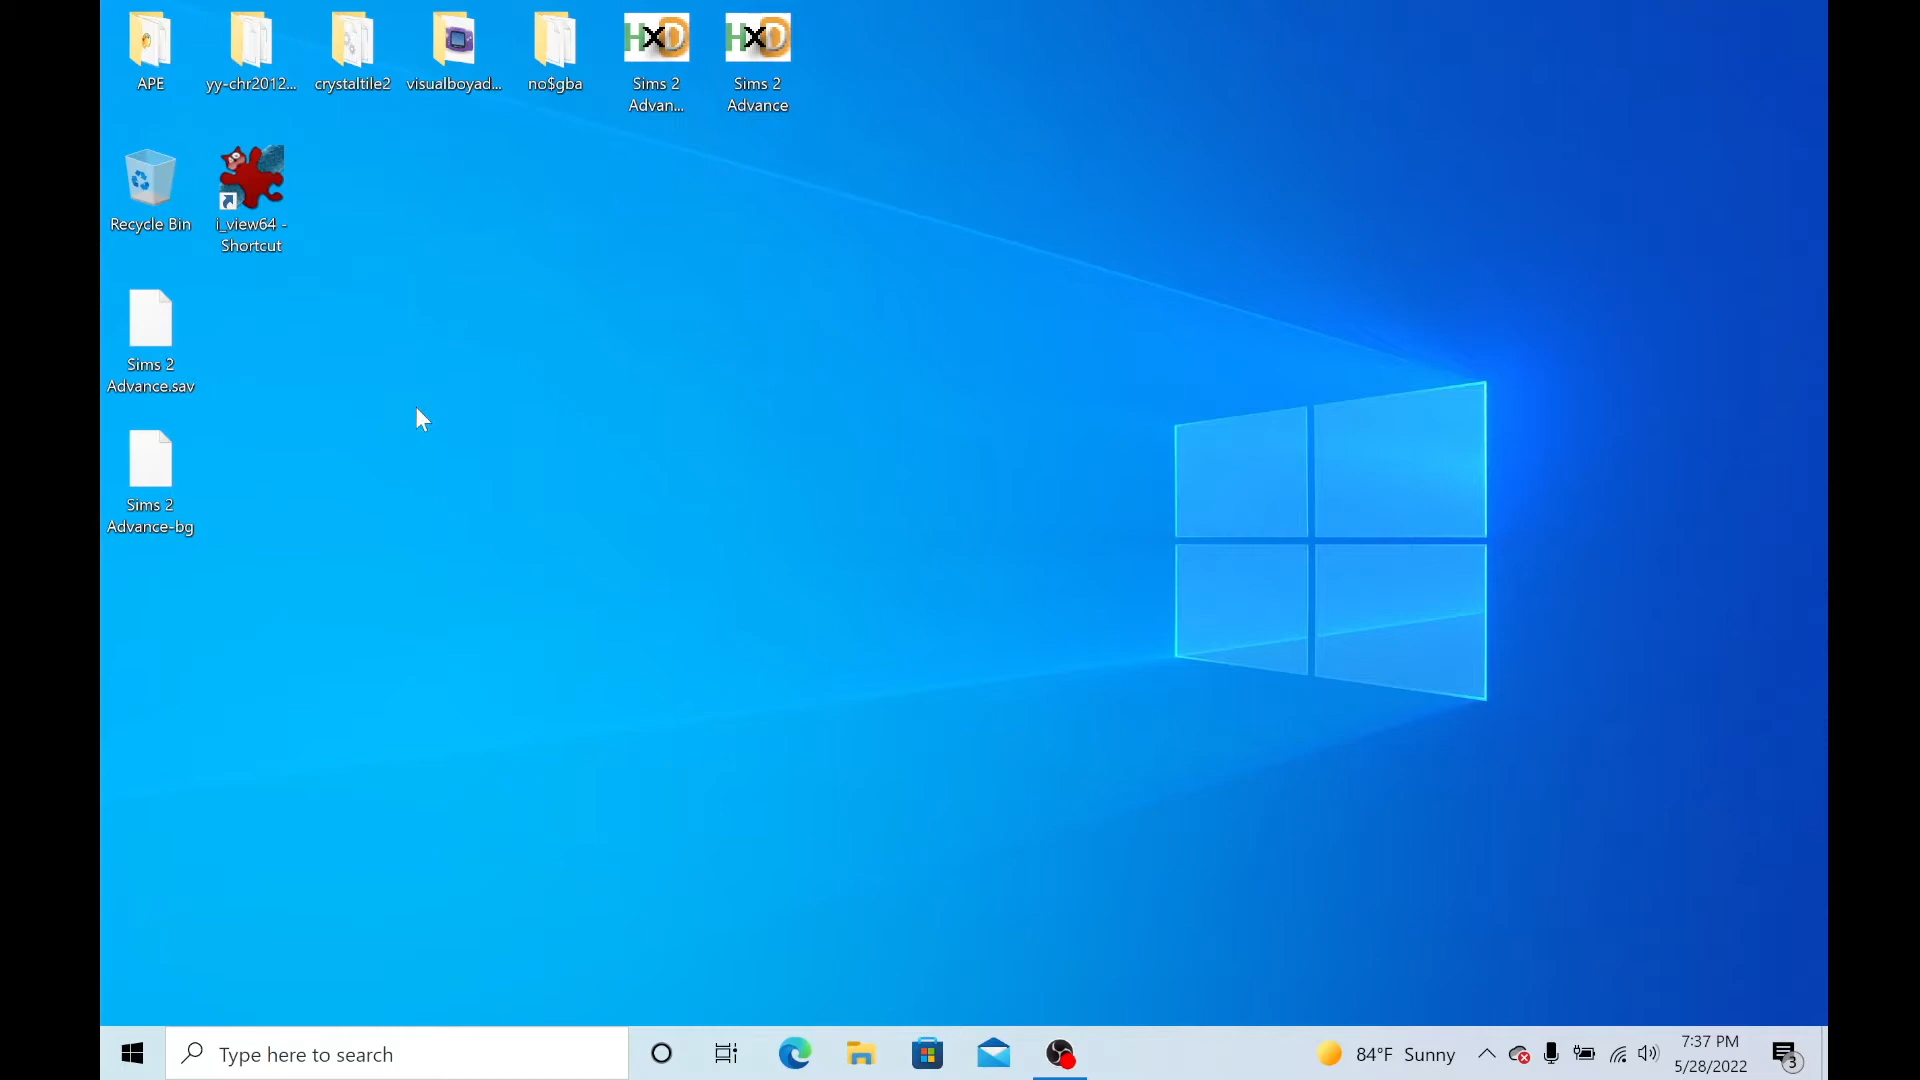 APE
yy-chr2012...
crystaltile2
visualboyad...
no$gba
HXD
Sims 2
Advan...
HXD
Sims 2
Advance
Recycle Bin
i_view64 -
Shortcut
Sims 2
Advance.sav
Sims 2
Advance-bg
Type here to search
84°F Sunny
7:37 PM
5/28/2022
3